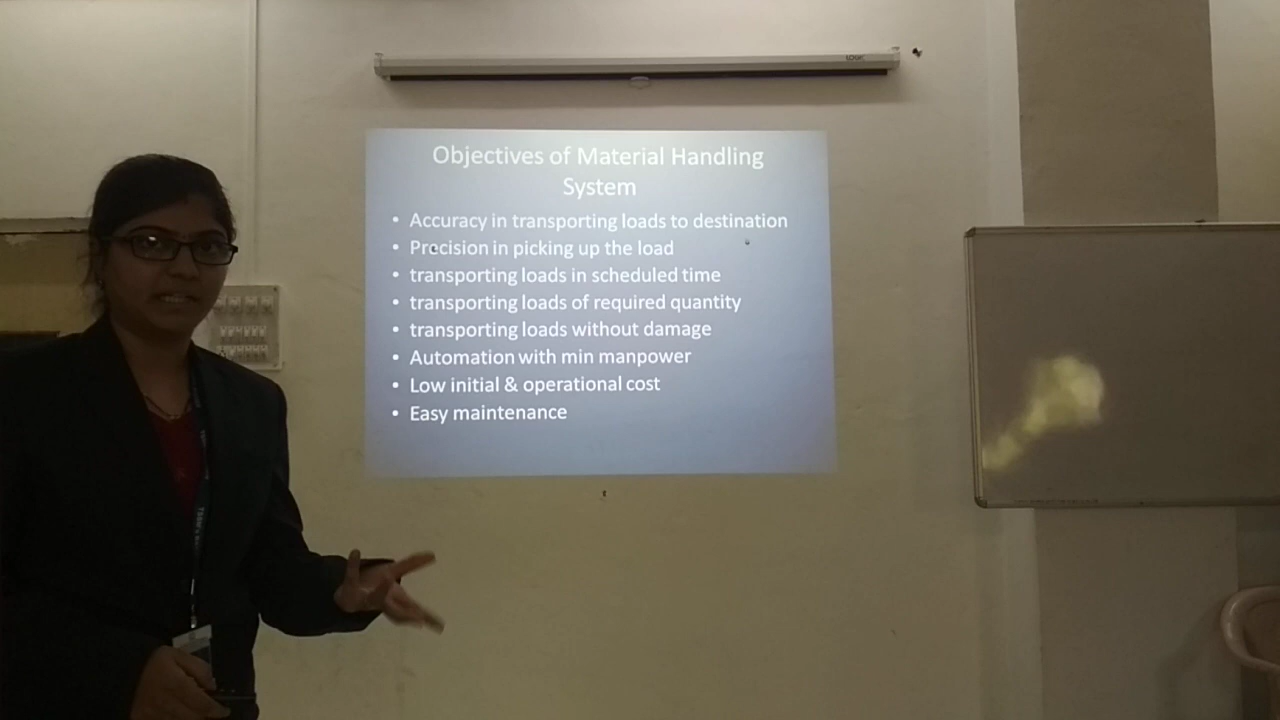 LOGIC
Objectives of Material Handling
System
• Accuracy in transporting loads to destination
• Precision in picking up the load
• transporting loads in scheduled time
• transporting loads of required quantity
• transporting loads without damage
• Automation with min manpower
• Low initial & operational cost
• Easy maintenance